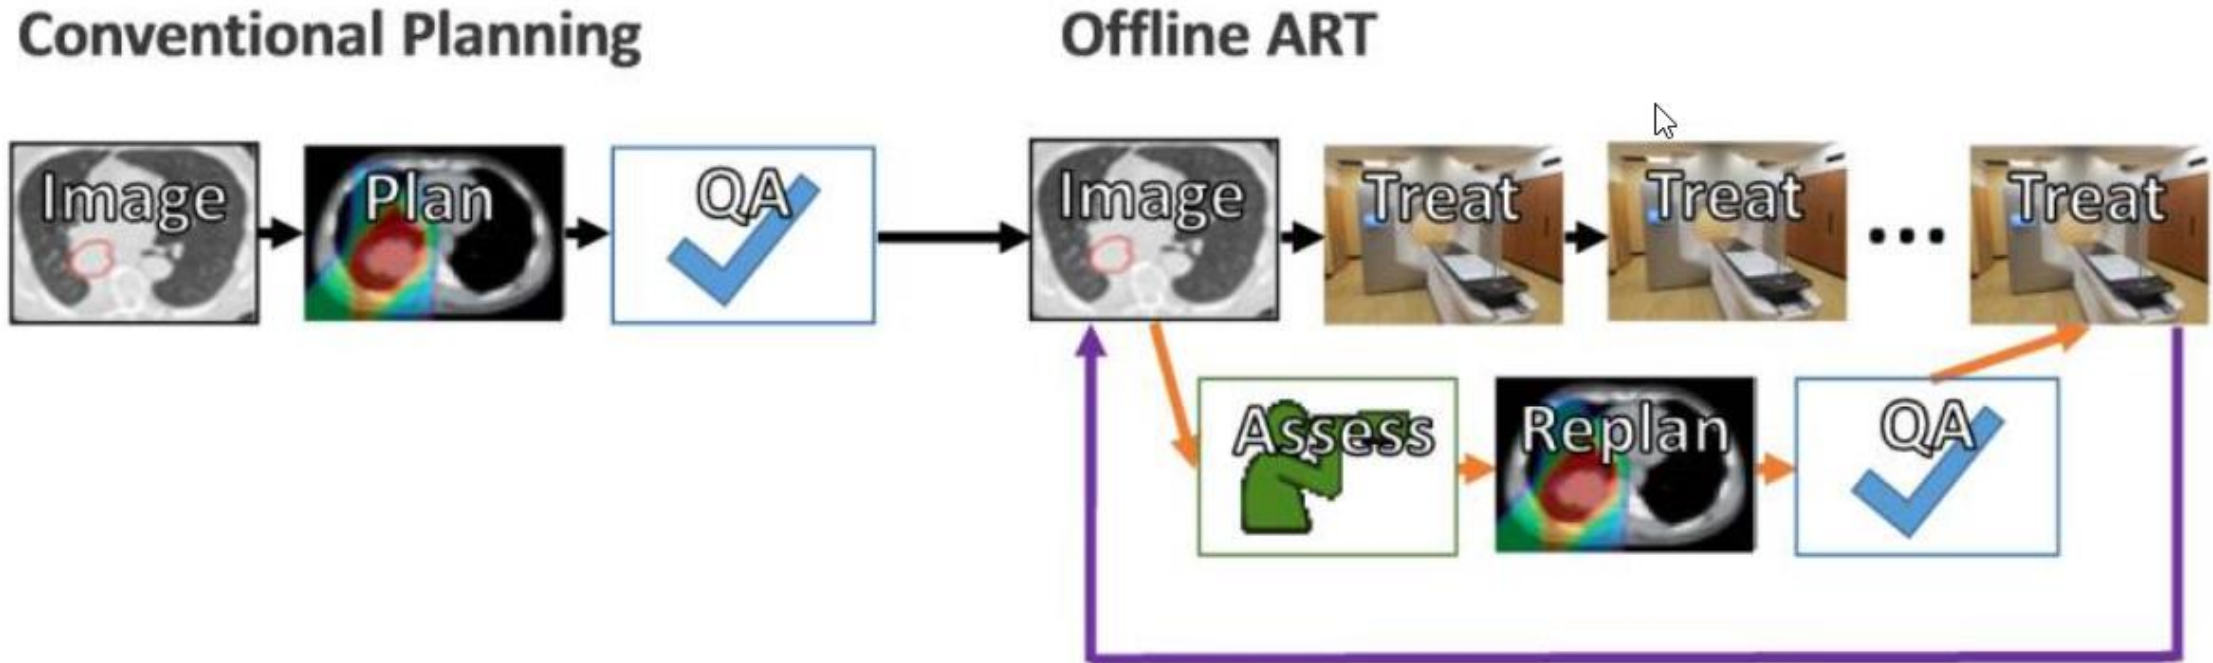 Conventional Planning
Offline ART
Image
Plan
QA
Image
Treat
Treat
...
Treat
Assess
Replan
QA